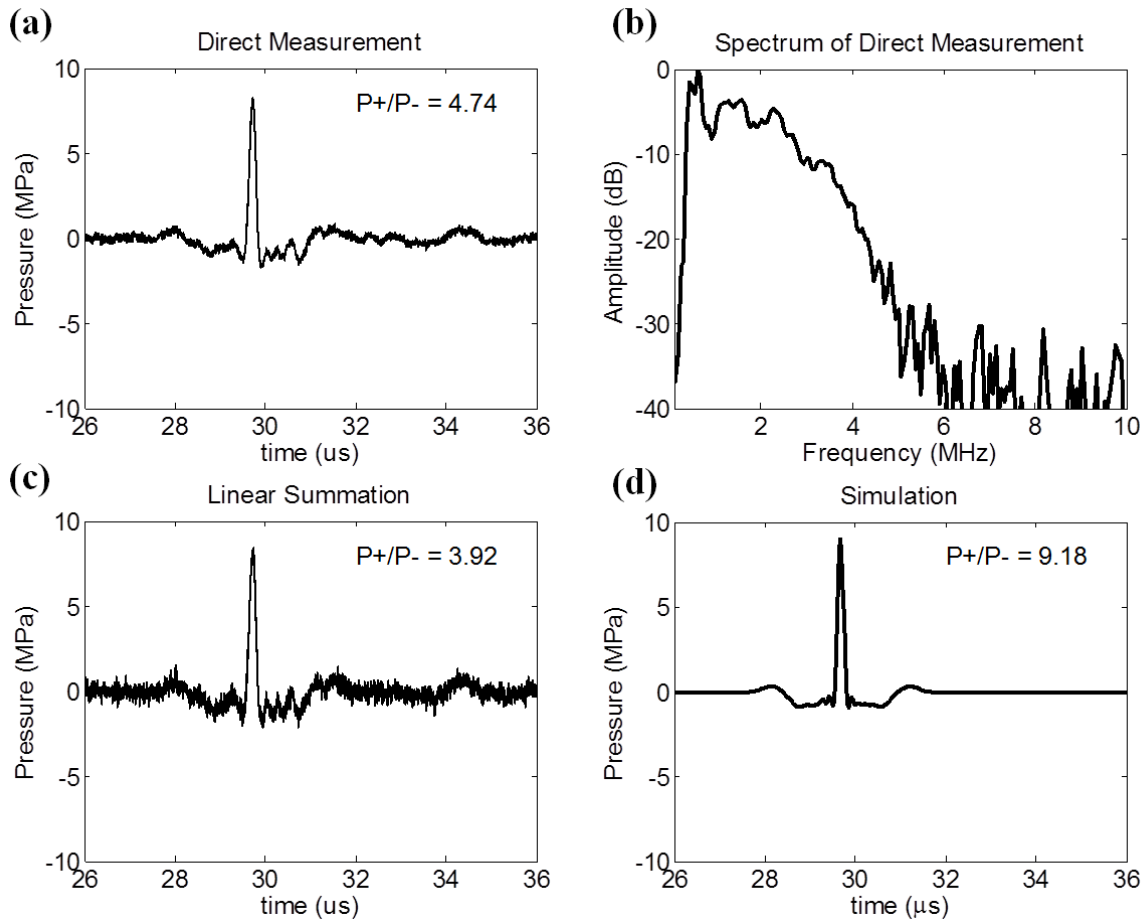 (a)
Direct Measurement
P+/P- = 4.74
10
5
0
-5
-10
Pressure (MPa)
26 28 30 32 34 36
time (us)
(b)
Spectrum of Direct Measurement
0
-10
-20
-30
-40
Amplitude (dB)
2 4 6 8 10
Frequency (MHz)
(c)
Linear Summation
P+/P- = 3.92
10
5
0
-5
-10
Pressure (MPa)
26 28 30 32 34 36
time (us)
(d)
Simulation
P+/P- = 9.18
10
5
0
-5
-10
Pressure (MPa)
26 28 30 32 34 36
time (μs)